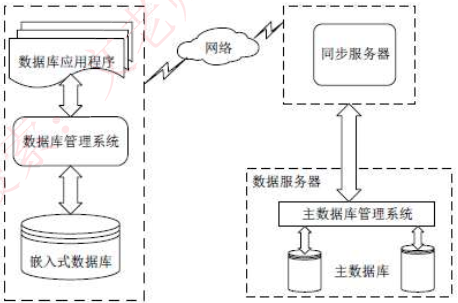 数据库应用程序
网络
同步服务器
数据库管理系统
数据服务器
主数据库管理系统
嵌入式数据库
主数据库